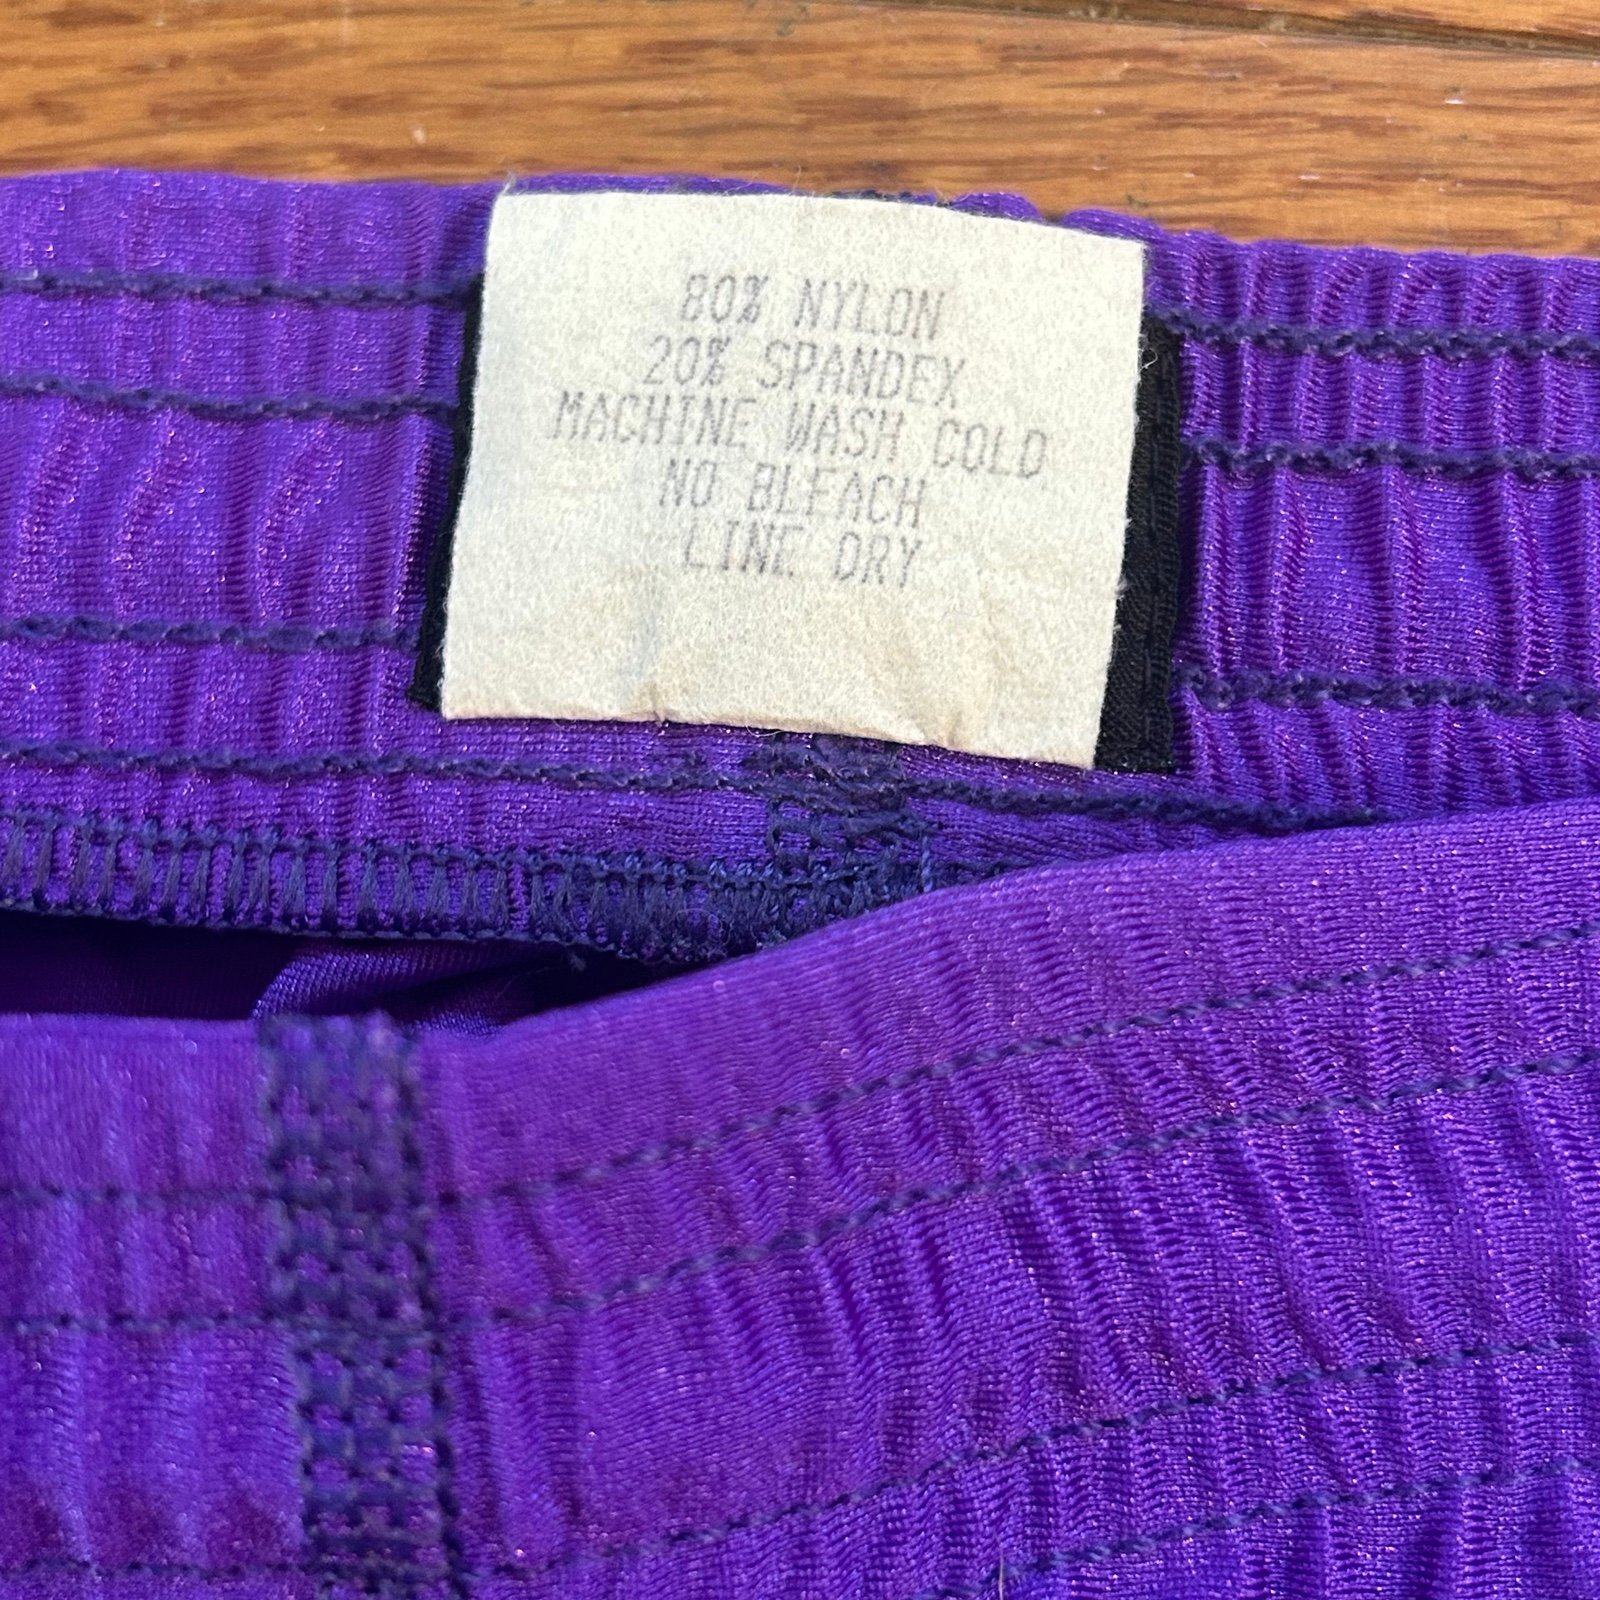 80% NYLON
20% SPANDEX
MACHINE WASH COLD
NO BLEACH
LINE DRY